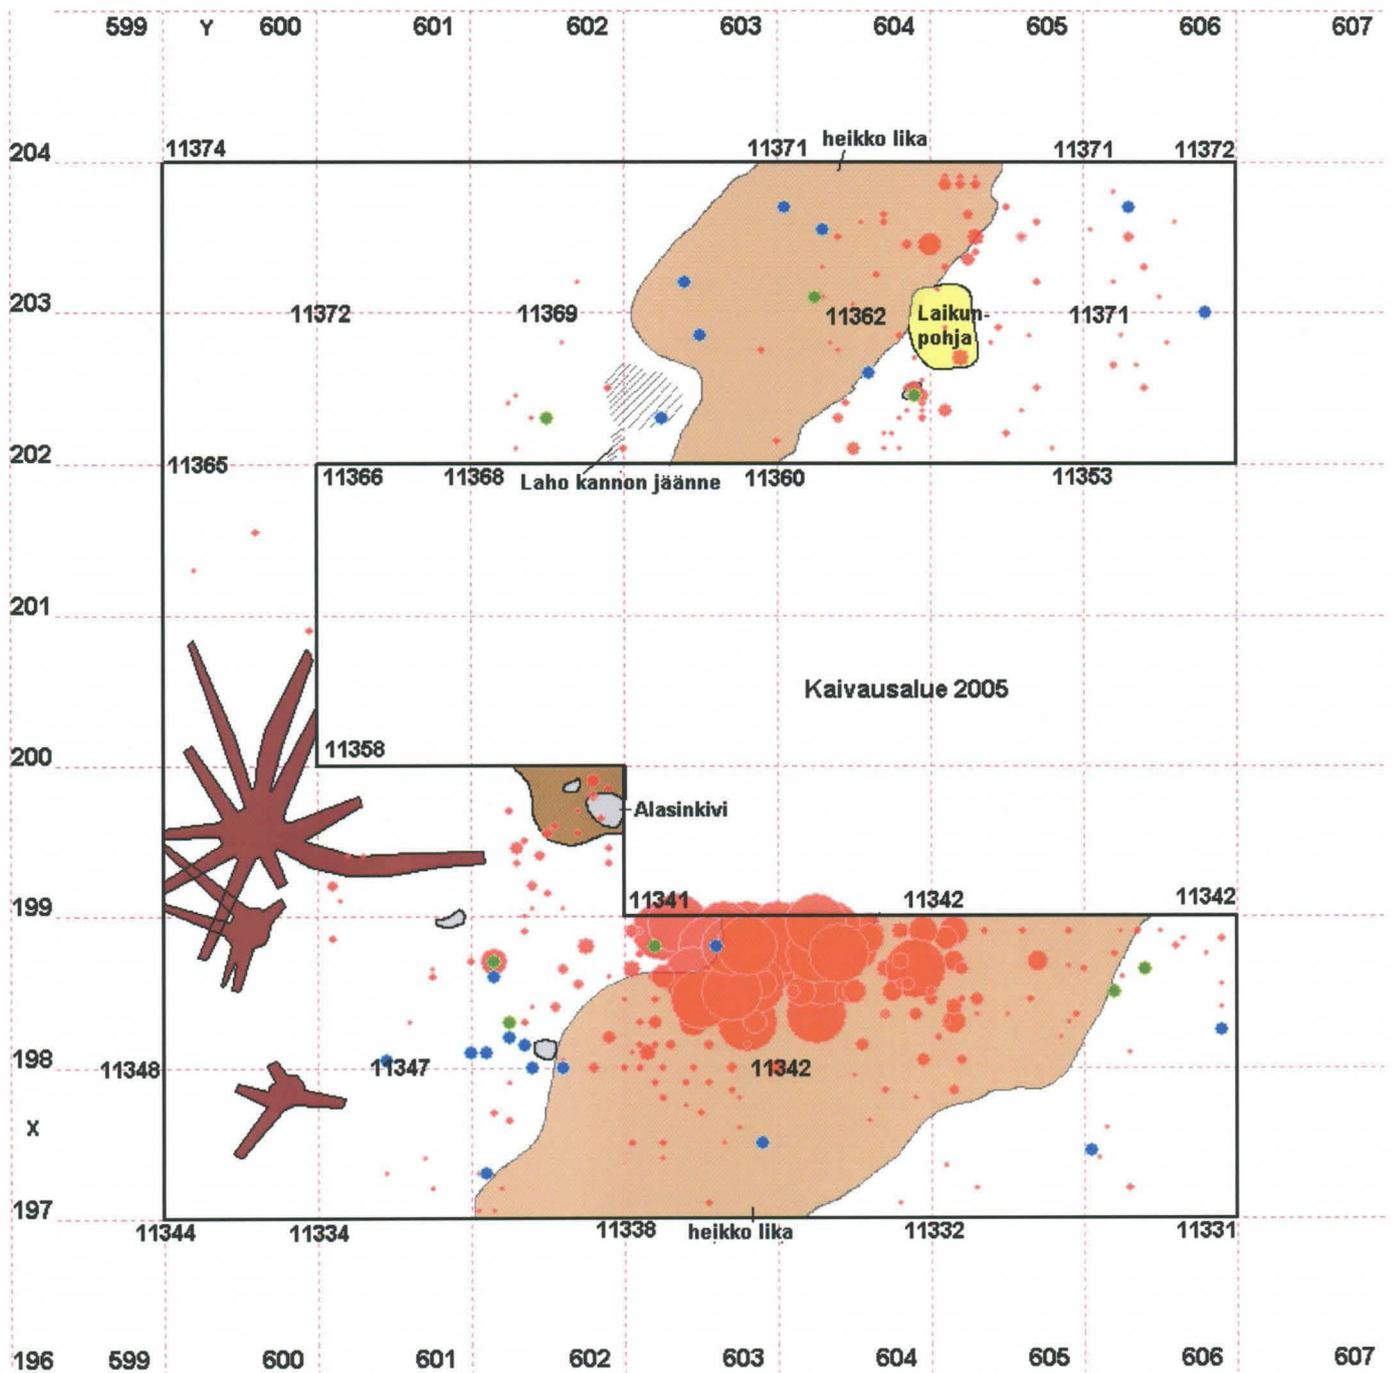 599 Y 600 601 602 603 604 605 606 607
heikko lika
204 11374 11371 11371 11372
203 11372 11369 11362 Laikun- 11371
pohja
202 11365 11366 11368 Laho kannon jäänne 11360 11353
201
Kaivausalue 2005
200 11358
Alasinkivi
199 11341 11342 11342
198 11348 11347 11342
X
197
11344 11334 11338 heikko lika 11332 11331
196 599 600 601 602 603 604 605 606 607